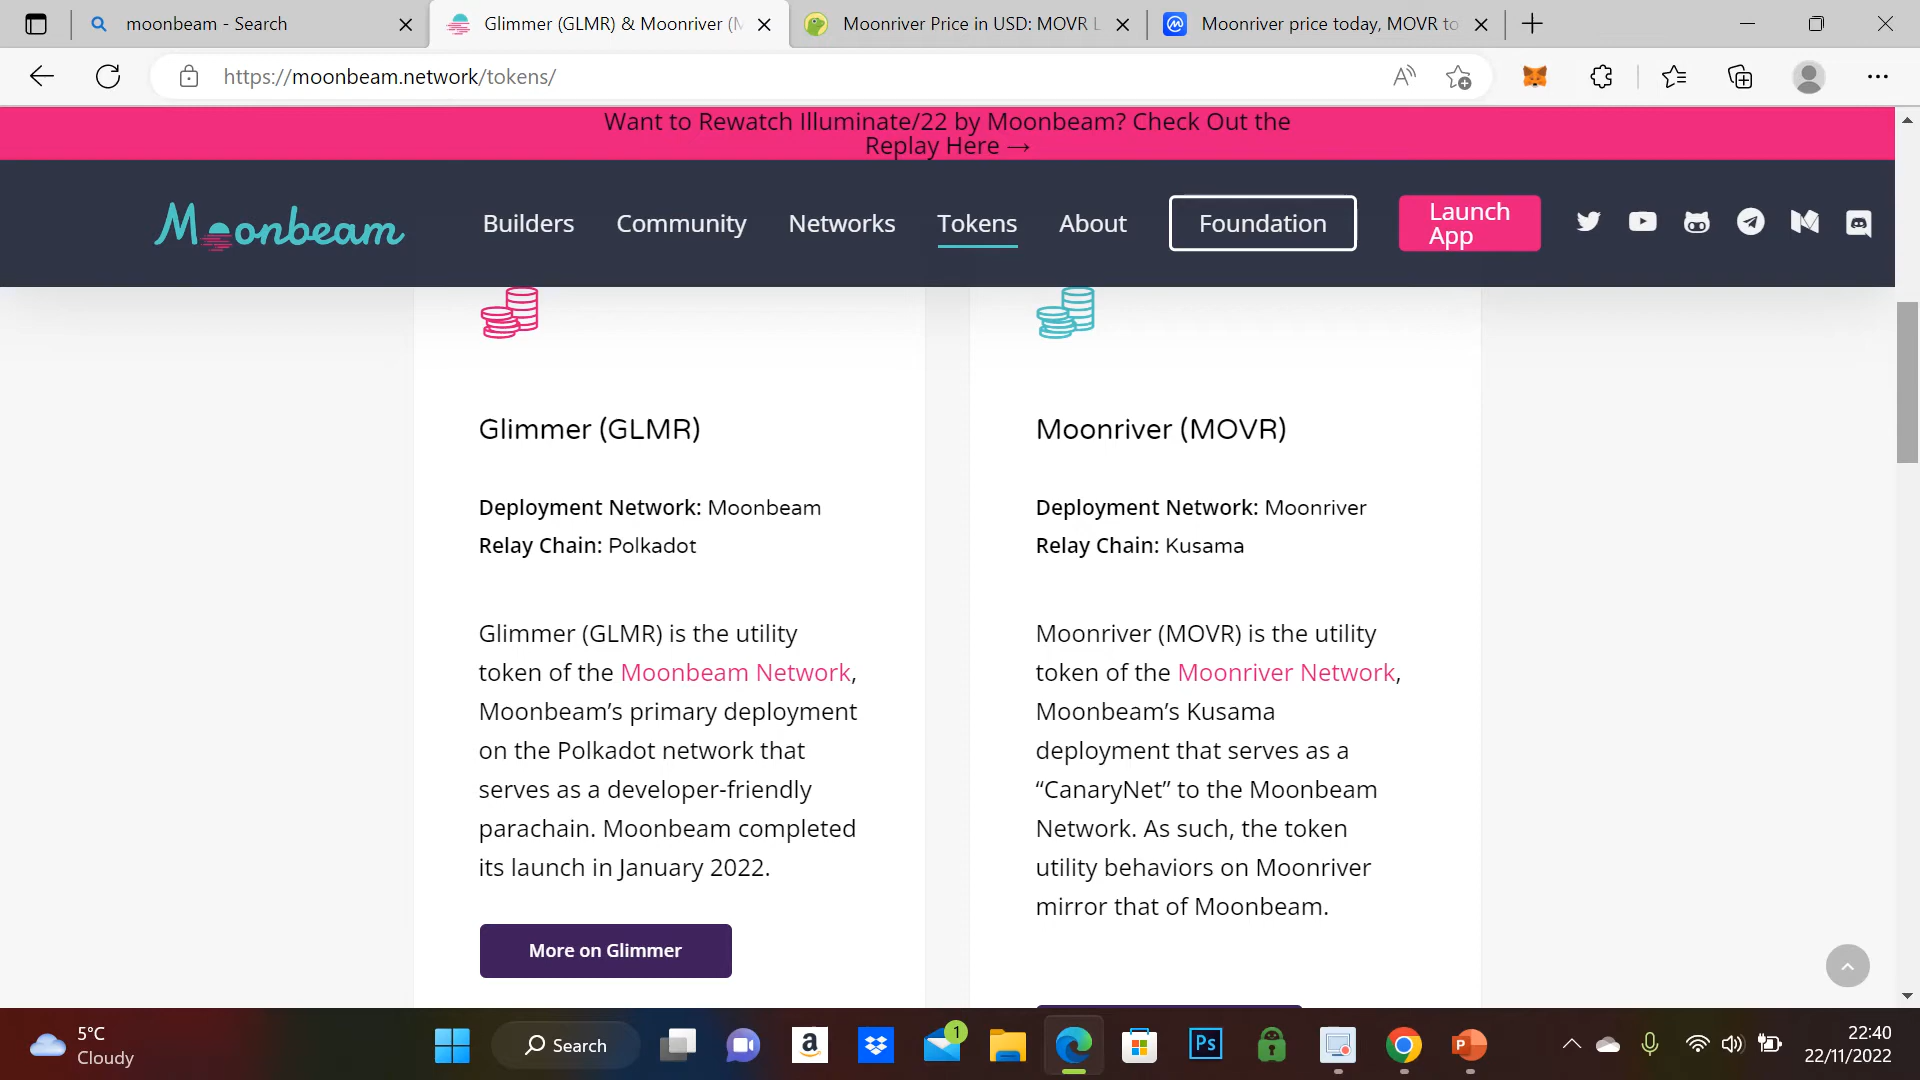 moonbeam - Search
Glimmer (GLMR) & Moonriver (M
Moonriver Price in USD: MOVR L
Moonriver price today, MOVR to
https://moonbeam.network/tokens/
Want to Rewatch Illuminate/22 by Moonbeam? Check Out the
Replay Here →
Moonbeam
Builders
Community
Networks
Tokens
About
Foundation
Launch
App
Glimmer (GLMR)
Deployment Network: Moonbeam
Relay Chain: Polkadot
Glimmer (GLMR) is the utility
token of the Moonbeam Network,
Moonbeam’s primary deployment
on the Polkadot network that
serves as a developer-friendly
parachain. Moonbeam completed
its launch in January 2022.
More on Glimmer
Moonriver (MOVR)
Deployment Network: Moonriver
Relay Chain: Kusama
Moonriver (MOVR) is the utility
token of the Moonriver Network,
Moonbeam’s Kusama
deployment that serves as a
“CanaryNet” to the Moonbeam
Network. As such, the token
utility behaviors on Moonriver
mirror that of Moonbeam.
5°C
Cloudy
Search
a
1
Ps
P
22:40
22/11/2022